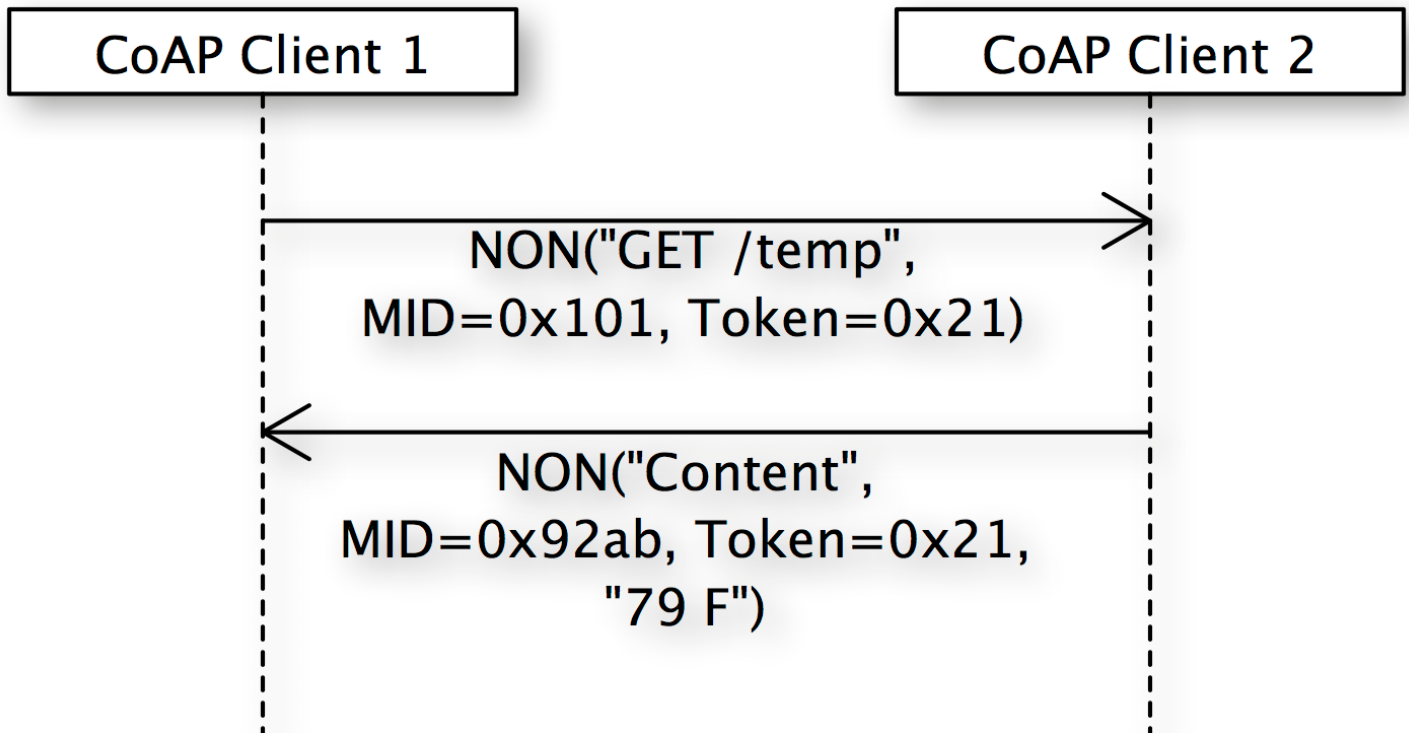 CoAP Client 1
CoAP Client 2
NON("GET /temp",
MID=0x101, Token=0x21)
NON("Content",
MID=0x92ab, Token=0x21,
"79 F")